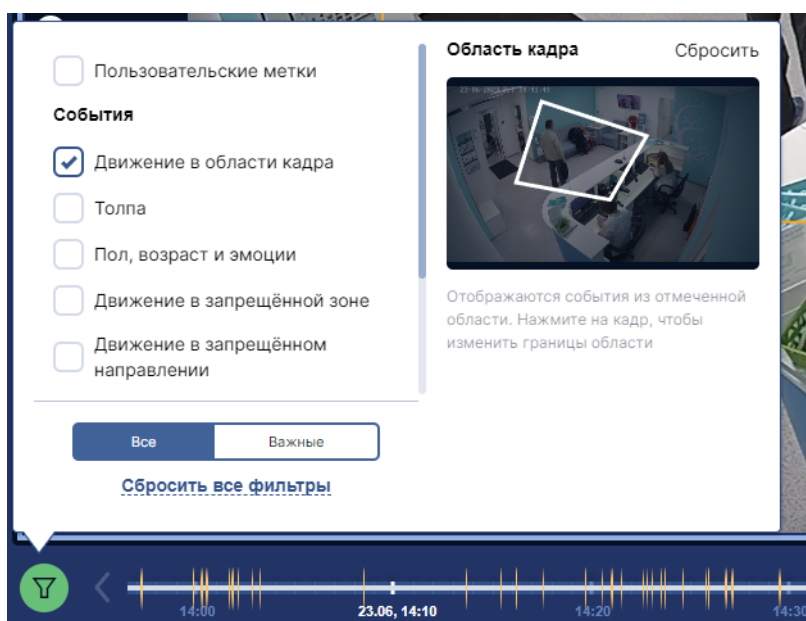 Пользовательские метки
События
Движение в области кадра
Толпа
Пол, возраст и эмоции
Движение в запрещённой зоне
Движение в запрещённом
направлении
Все
Важные
Сбросить все фильтры
Область кадра
Сбросить
Отображаются события из отмеченной
области. Нажмите на кадр, чтобы
изменить границы области
14:00
23.06, 14:10
14:20
14:30